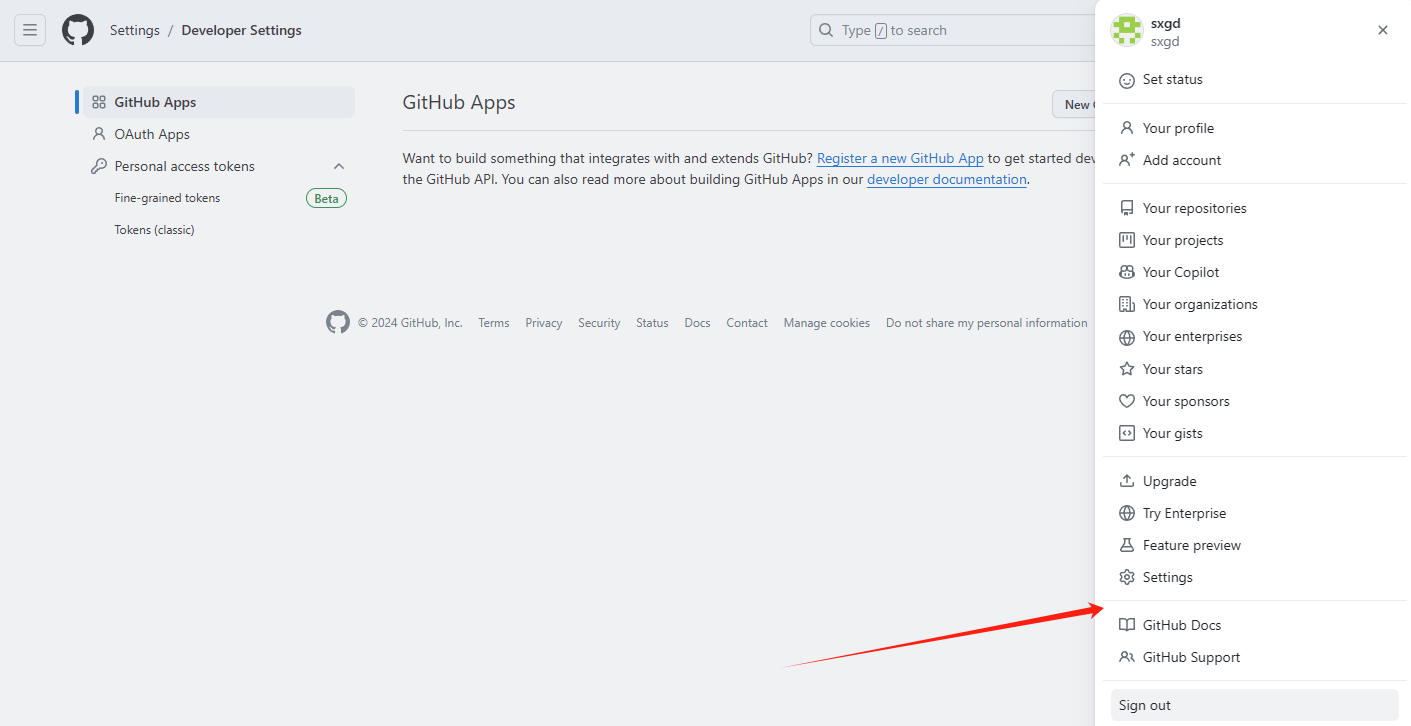 Settings / Developer Settings
Type / to search
GitHub Apps
OAuth Apps
Personal access tokens
Fine-grained tokens Beta
Tokens (classic)
GitHub Apps
New
Want to build something that integrates with and extends GitHub? Register a new GitHub App to get started
the GitHub API. You can also read more about building GitHub Apps in our developer documentation.
© 2024 GitHub, Inc. Terms Privacy Security Status Docs Contact Manage cookies Do not share my personal information
sxgd
sxgd
Set status
Your profile
Add account
Your repositories
Your projects
Your Copilot
Your organizations
Your enterprises
Your stars
Your sponsors
Your gists
Upgrade
Try Enterprise
Feature preview
Settings
GitHub Docs
GitHub Support
Sign out